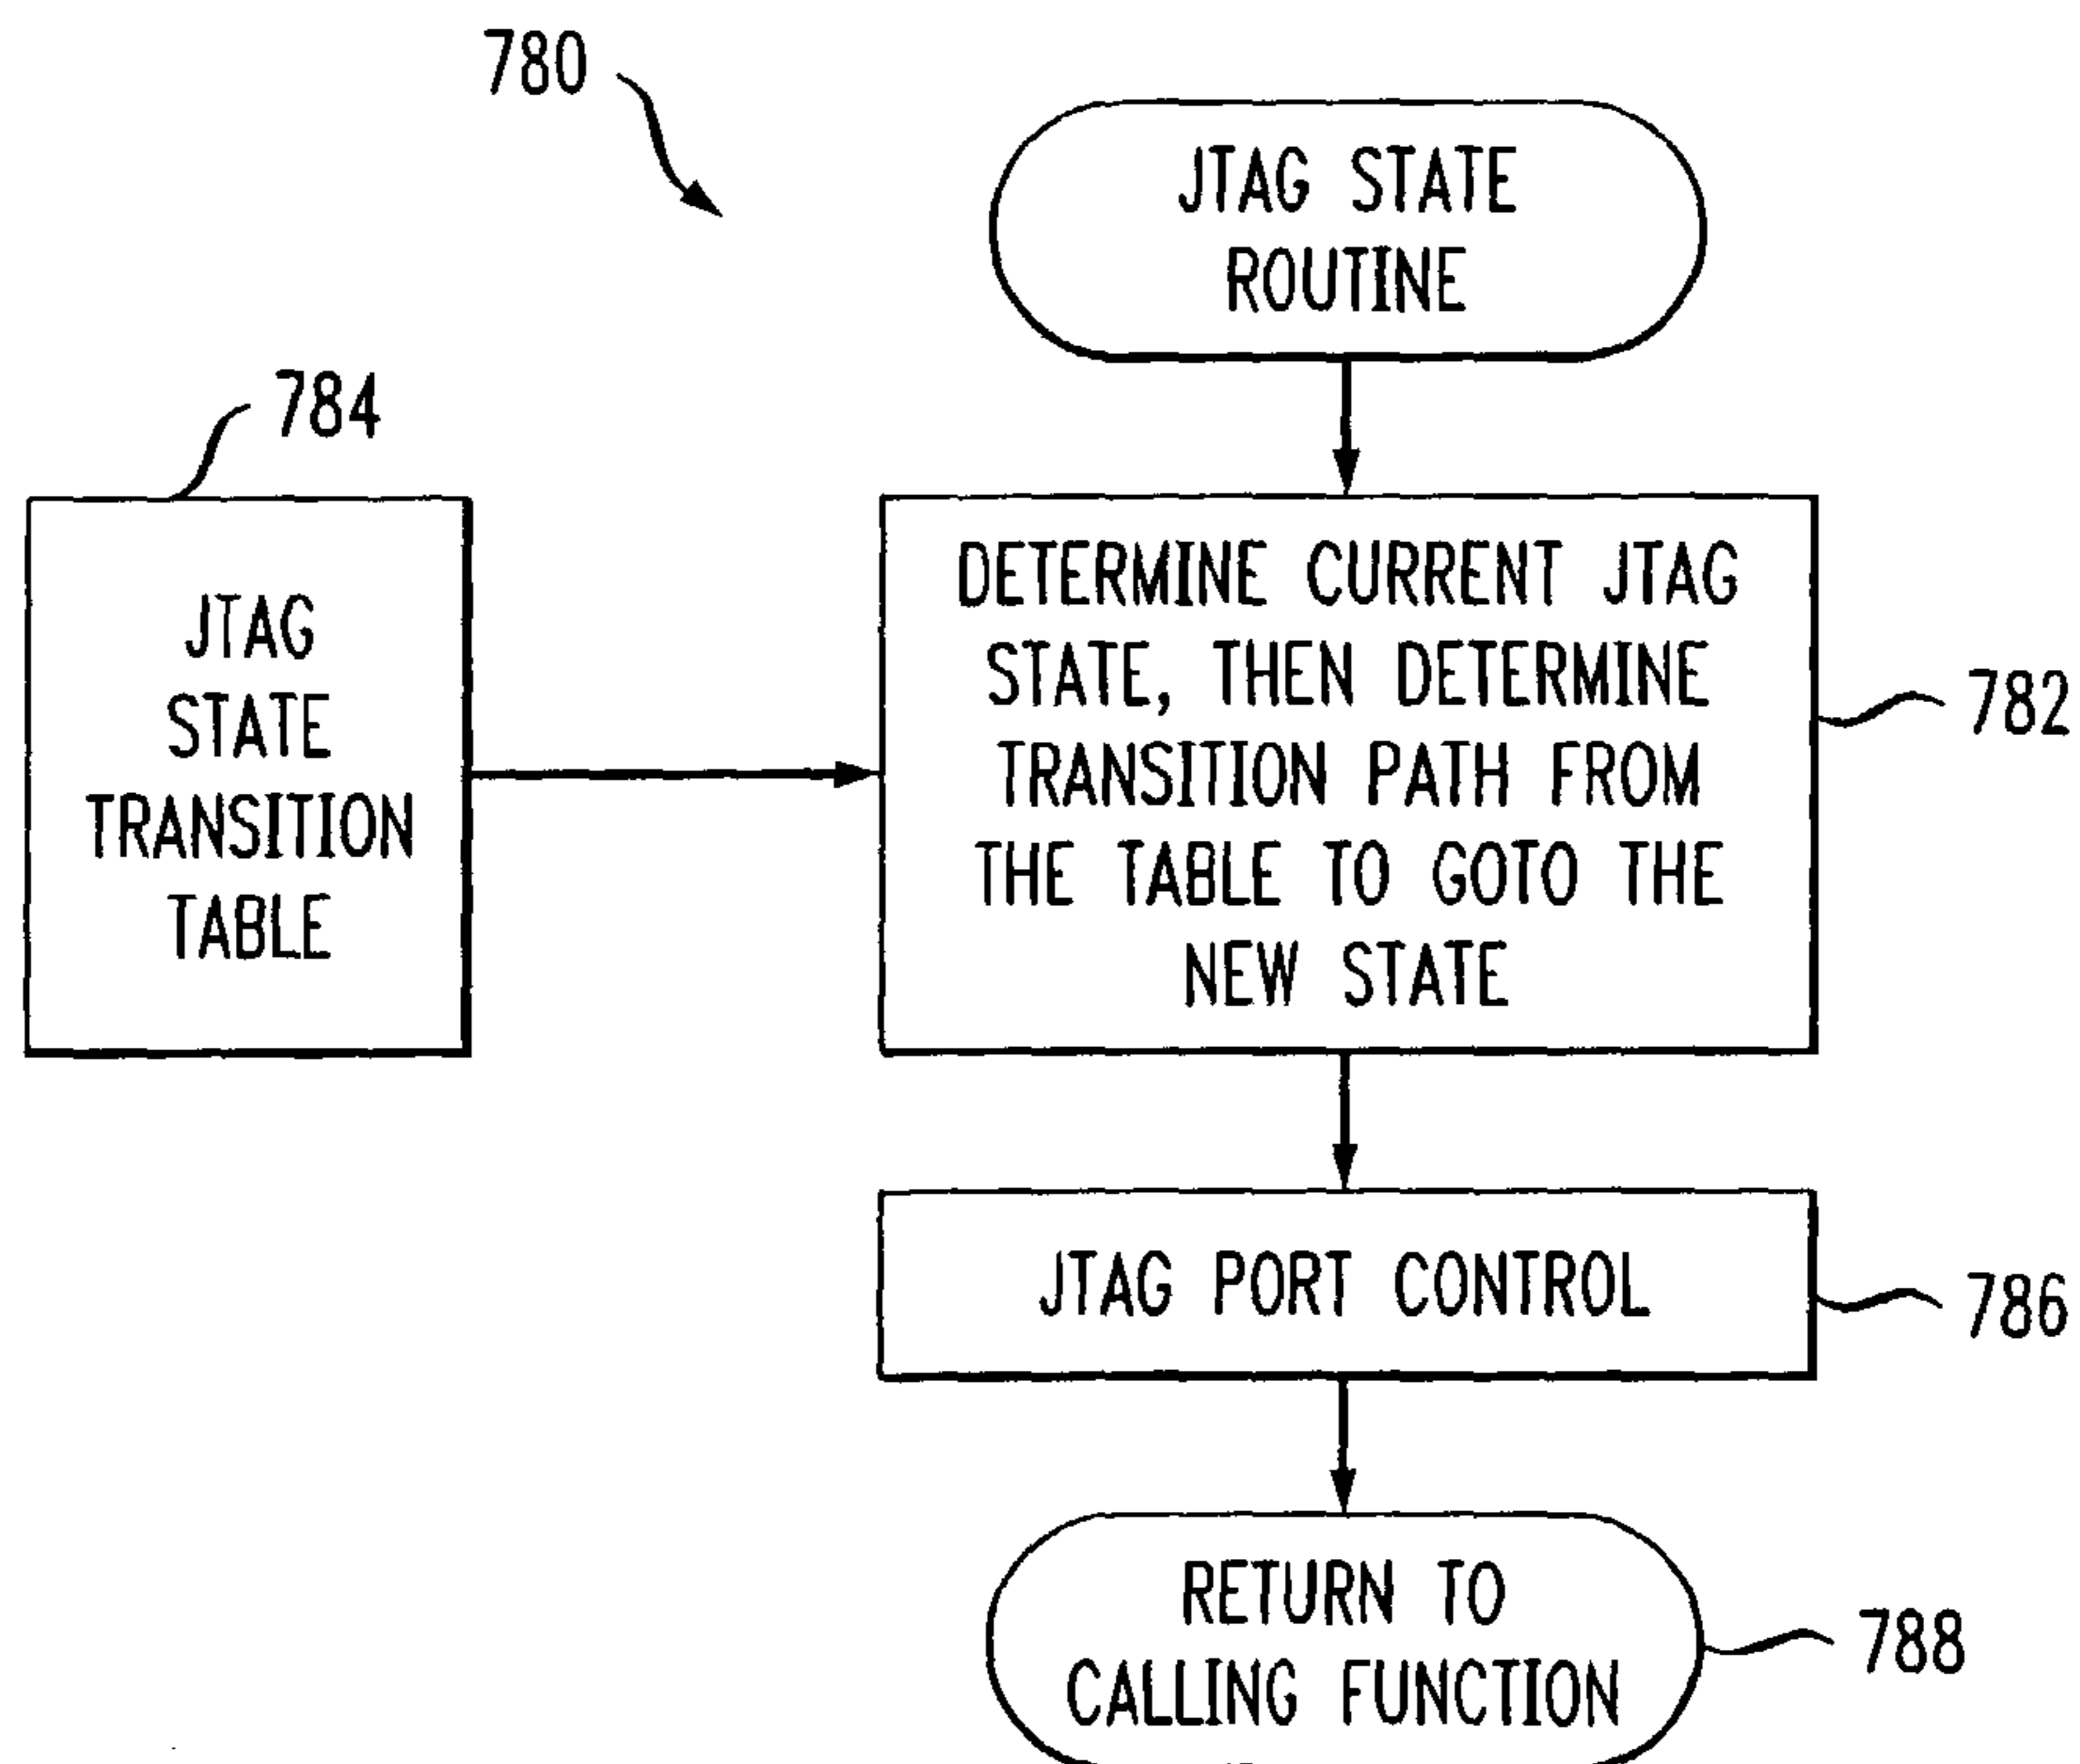 780
JTAG STATE
ROUTINE
784
JTAG
STATE
TRANSITION
TABLE
DETERMINE CURRENT JTAG
STATE, THEN DETERMINE
TRANSITION PATH FROM
THE TABLE TO GOTO THE
NEW STATE
782
JTAG PORT CONTROL
786
RETURN TO
CALLING FUNCTION
788